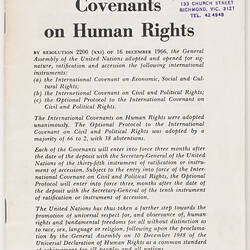 Covenants
on Human Rights
133 CHURCH STREET
RICHMOND, VIC. 3121
TEL. 42 4948
BY RESOLUTION 2200 (XXI) OF 16 DECEMBER 1966, the General
Assembly of the United Nations adopted and opened for sig-
nature, ratification and accession the following international
instruments:
(a) the International Covenant on Economic, Social and Cul-
tural Rights;
(b) the International Covenant on Civil and Political Rights;
(c) the Optional Protocol to the International Covenant on
Civil and Political Rights.
The International Covenants on Human Rights were adopted
unanimously. The Optional Protocol to the International
Covenant on Civil and Political Rights, was adopted by a
majority of 66 to 2, with 38 abstentions.
Each of the Covenants will enter into force three months after
the date of the deposit with the Secretary-General of the United
Nations of the thirty-fifth instrument of ratification or instru-
ment of accession. Subject to the entry into force of the Inter-
national Covenant on Civil and Political Rights, the Optional
Protocol will enter into force three months after the date of
the deposit with the Secretary-General of the tenth instrument
of ratification or instrument of accession.
The United Nations has thus taken a further step towards the
promotion of universal respect for, and observance of, human
rights and fundamental freedoms for all without distinction as
to race, sex, language or religion, following upon the proclama-
tion by the General Assembly on 10 December 1948 of the
Universal Declaration of Human Rights as a common standard
of achievement for all peoples and all nations.